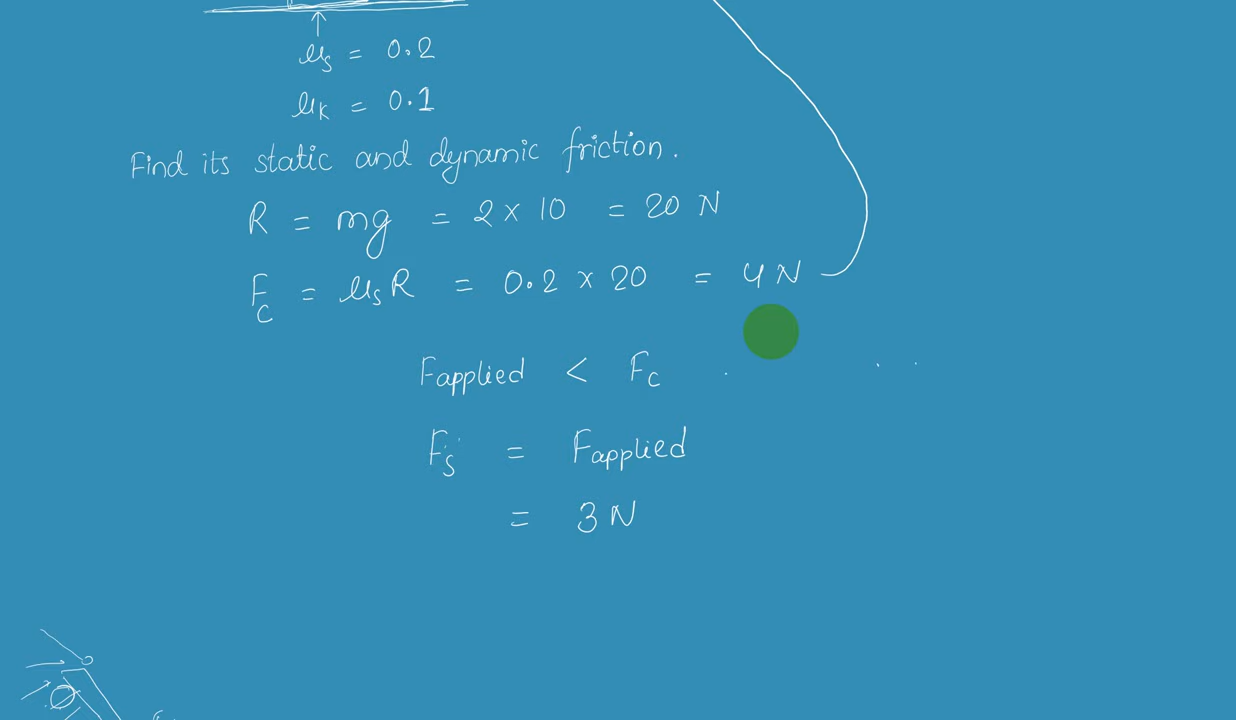 μs = 0.2
μK = 0.1
Find its static and dynamic friction.
R = mg = 2 x 10 = 20 N
Fc = μsR = 0.2 x 20 = 4 N
Fapplied < Fc
Fs = Fapplied
= 3 N